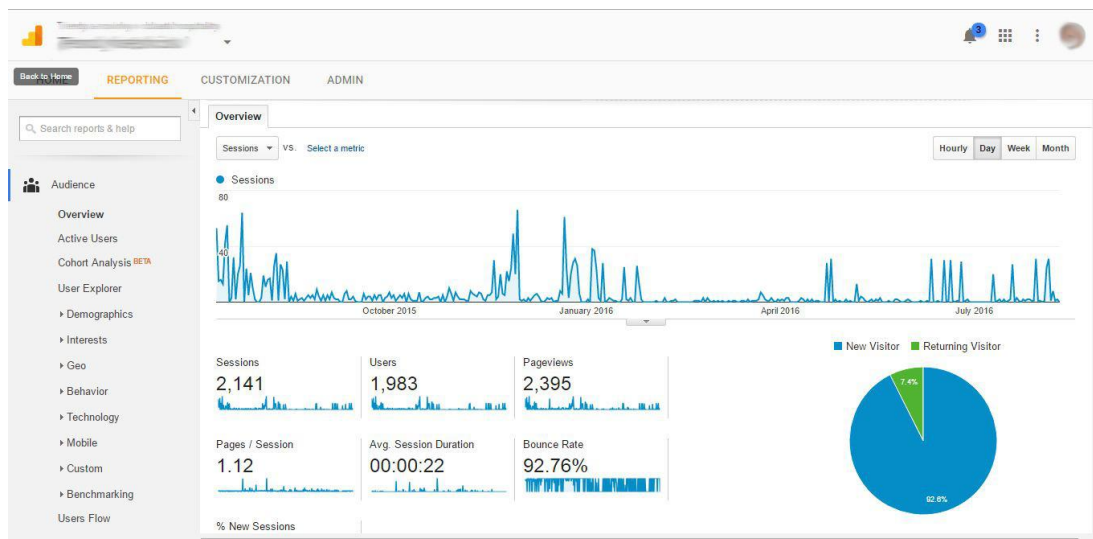 3
Back to Home
REPORTING
CUSTOMIZATION
ADMIN
Search reports & help
Audience
Overview
Active Users
Cohort Analysis BETA
User Explorer
Demographics
Interests
Geo
Behavior
Technology
Mobile
Custom
Benchmarking
Users Flow
Overview
Sessions VS. Select a metric
Hourly Day Week Month
Sessions
80
40
October 2015
January 2016
April 2016
July 2016
Sessions
2,141
Users
1,983
Pageviews
2,395
Pages / Session
1.12
Avg. Session Duration
00:00:22
Bounce Rate
92.76%
% New Sessions
New Visitor Returning Visitor
7.4%
92.6%